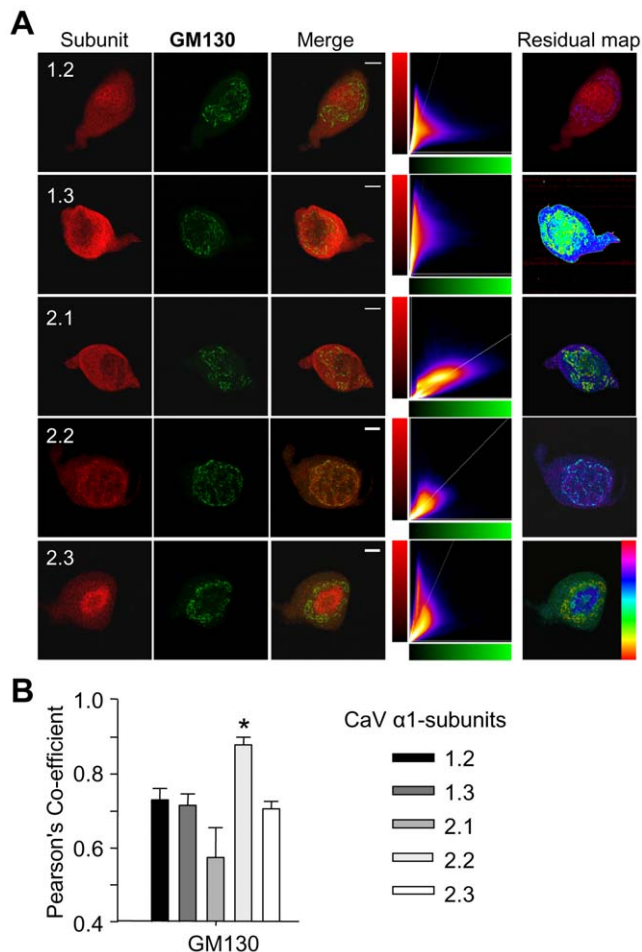 A
Subunit GM130 Merge Residual map
1.2
1.3
2.1
2.2
2.3
B
Pearson's Co-efficient
1.0
0.8
0.6
0.4
*
GM130
CaV α1-subunits
1.2
1.3
2.1
2.2
2.3